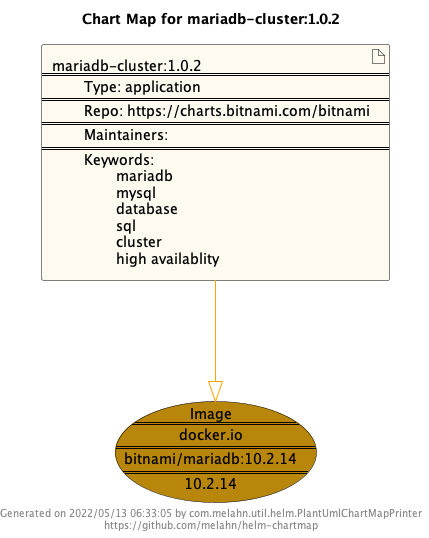 Chart Map for mariadb-cluster:1.0.2
mariadb-cluster:1.0.2
Type: application
Repo: https://charts.bitnami.com/bitnami
Maintainers:
Keywords:
mariadb
mysql
database
sql
cluster
high availablity
Image
docker.io
bitnami/mariadb:10.2.14
10.2.14
Generated on 2022/05/13 06:33:05 by com.melahn.util.helm.PlantUmlChartMapPrinter
https://github.com/melahn/helm-chartmap